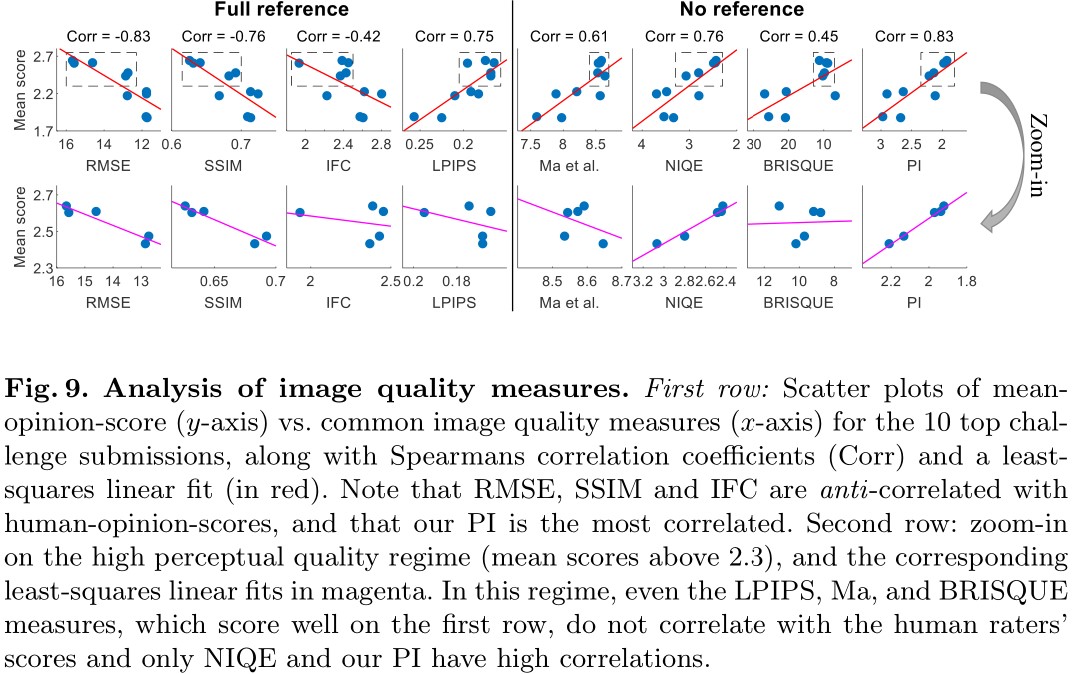 Full reference
No reference
Corr = -0.83
Corr = -0.76
Corr = -0.42
Corr = 0.75
Corr = 0.61
Corr = 0.76
Corr = 0.45
Corr = 0.83
Mean score
2.7
2.2
1.7
16 14 12
0.6 0.7
2 2.4 2.8
0.25 0.2
7.5 8 8.5
4 3 2
30 20 10
3 2.5 2
RMSE
SSIM
IFC
LPIPS
Ma et al.
NIQE
BRISQUE
PI
Zoom-in
Mean score
2.7
2.5
2.3
16 15 14 13
0.65 0.7
2 2.5
0.2 0.18
8.5 8.6 8.7
3.2 3 2.8 2.6 2.4
12 10 8
2.2 2 1.8
RMSE
SSIM
IFC
LPIPS
Ma et al.
NIQE
BRISQUE
PI
Fig. 9. Analysis of image quality measures. First row: Scatter plots of mean-
opinion-score (y-axis) vs. common image quality measures (x-axis) for the 10 top chal-
lenge submissions, along with Spearmans correlation coefficients (Corr) and a least-
squares linear fit (in red). Note that RMSE, SSIM and IFC are anti-correlated with
human-opinion-scores, and that our PI is the most correlated. Second row: zoom-in
on the high perceptual quality regime (mean scores above 2.3), and the corresponding
least-squares linear fits in magenta. In this regime, even the LPIPS, Ma, and BRISQUE
measures, which score well on the first row, do not correlate with the human raters'
scores and only NIQE and our PI have high correlations.